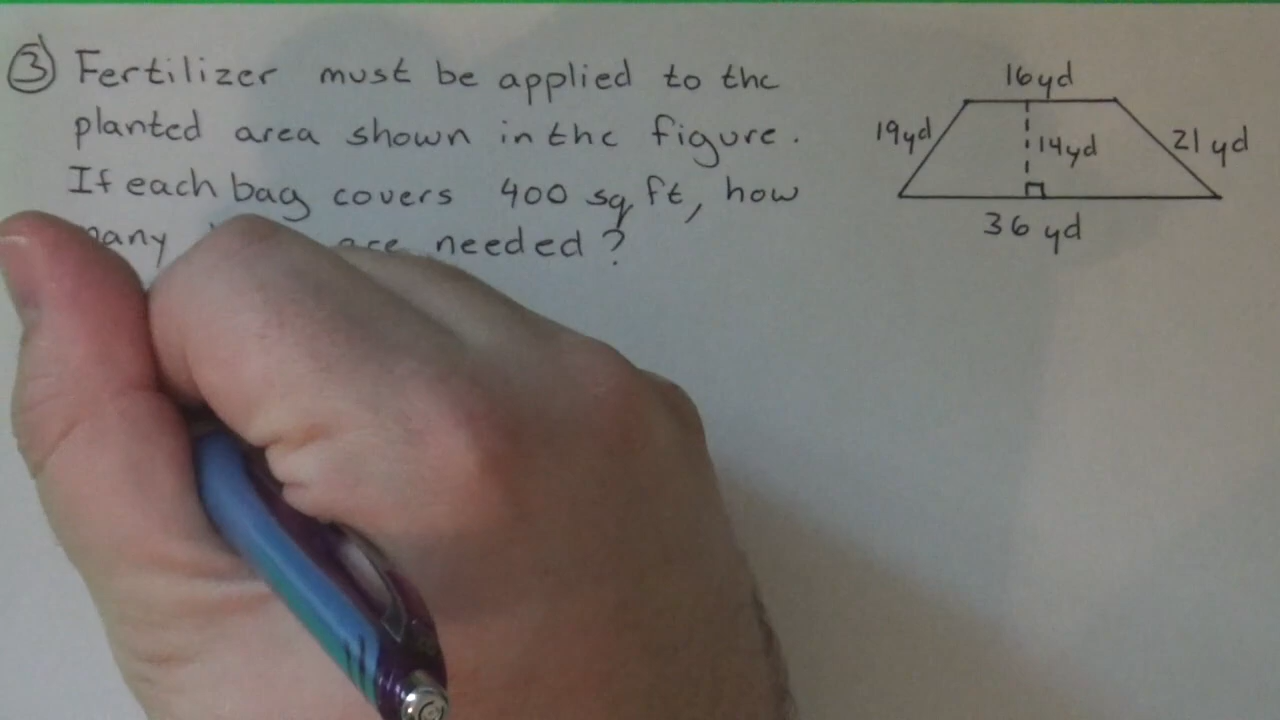 ③ Fertilizer must be applied to the
planted area shown in the figure.
If each bag covers 400 sq ft, how
are needed?
16yd
19yd
14yd
21yd
36yd